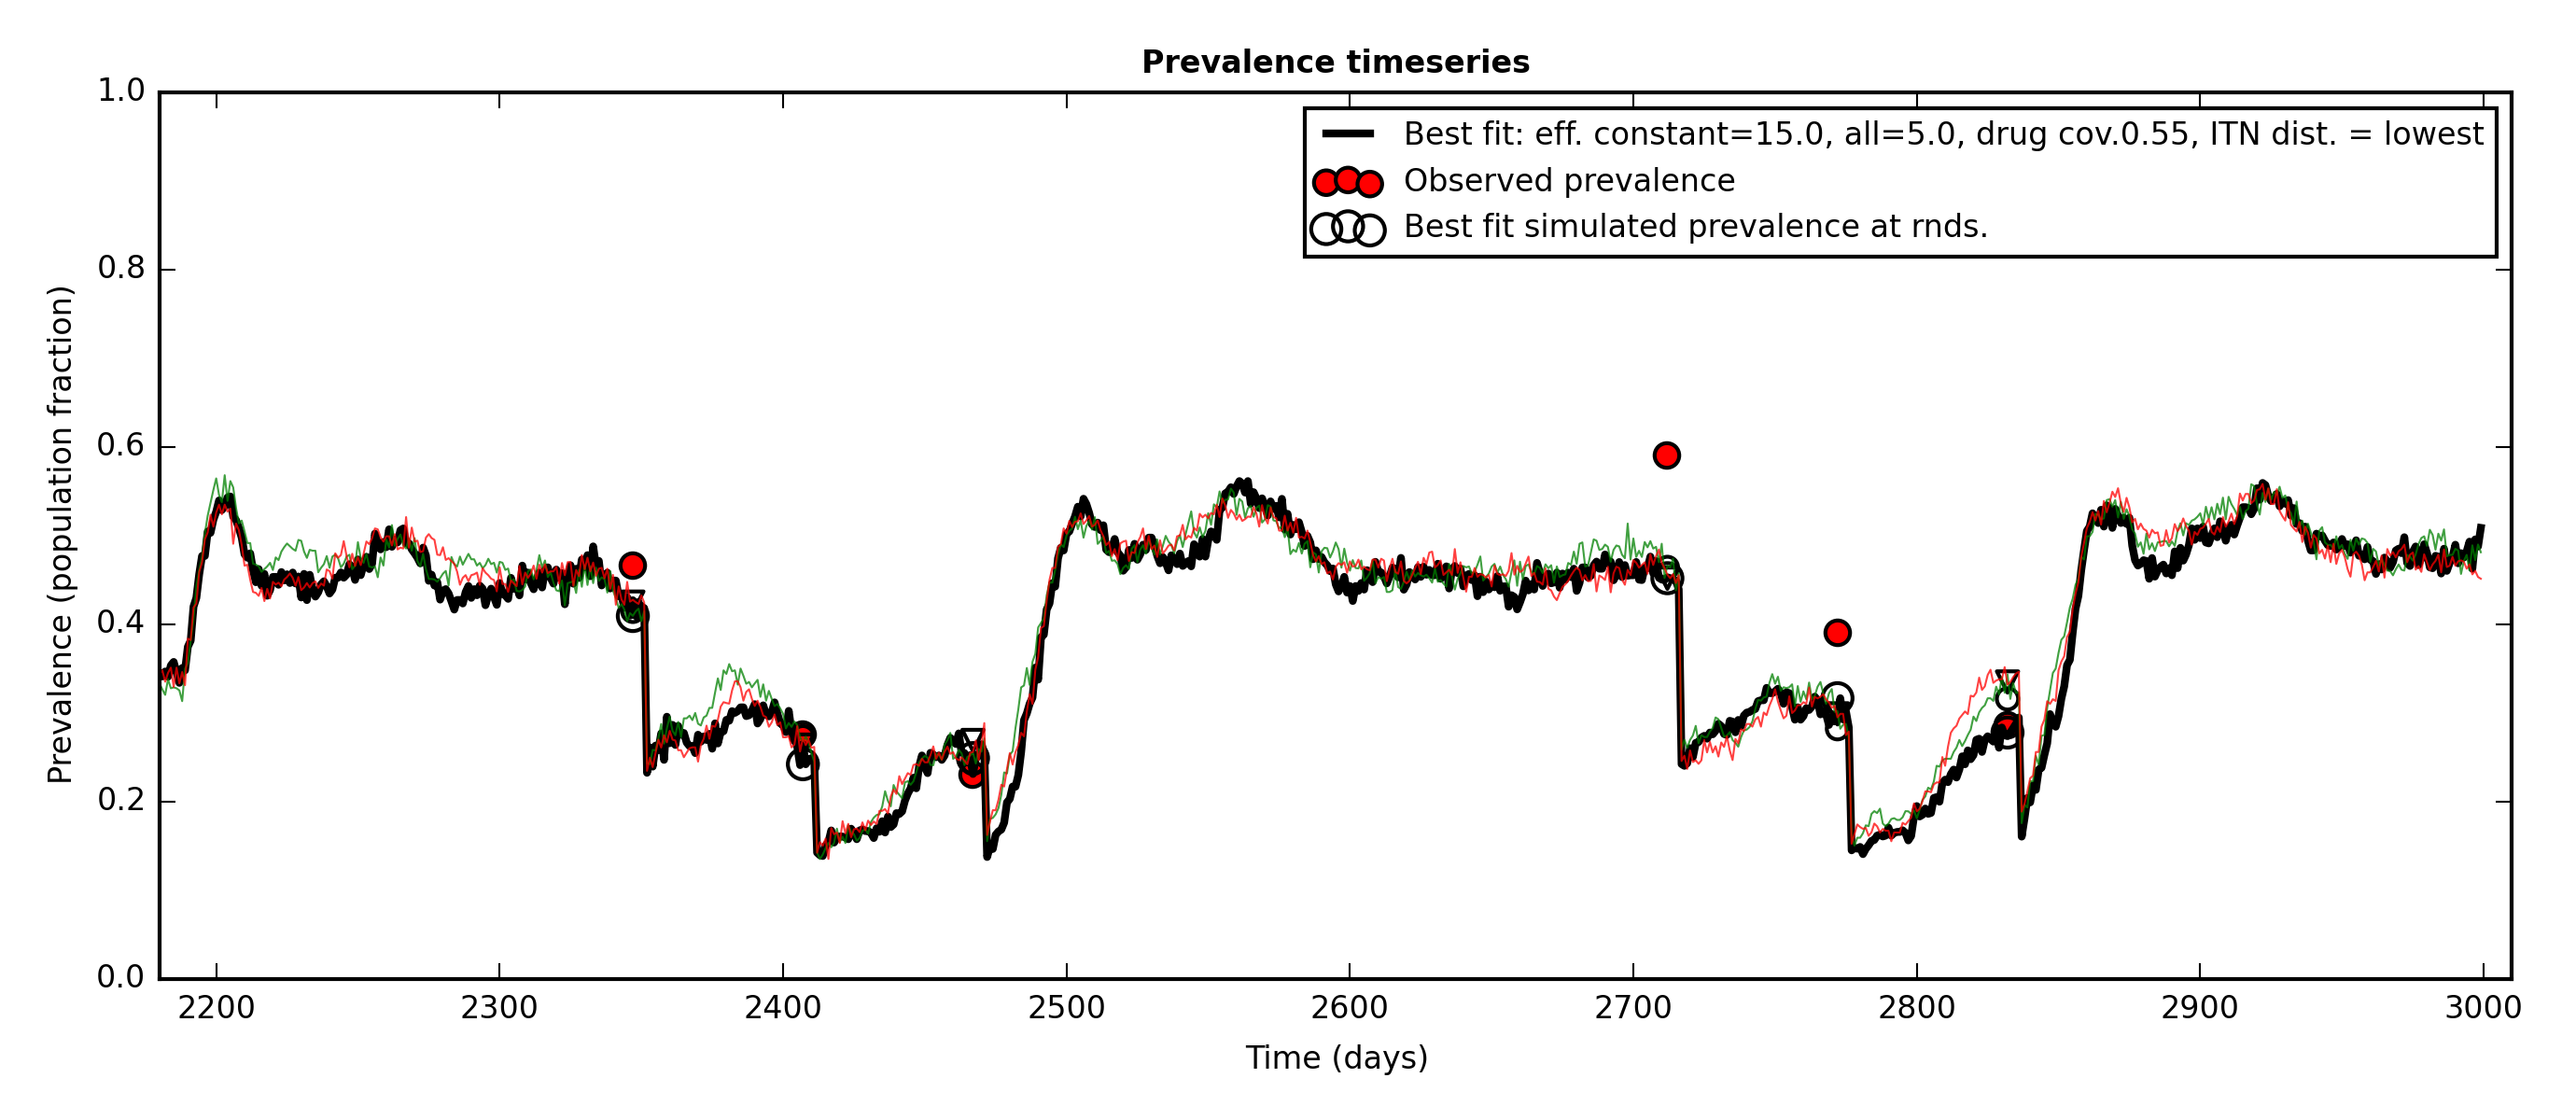 Prevalence timeseries
1.0
0.8
0.6
0.4
0.2
0.0
Prevalence (population fraction)
Best fit: eff. constant=15.0, all=5.0, drug cov.0.55, ITN dist. = lowest
Observed prevalence
Best fit simulated prevalence at rnds.
2200 2300 2400 2500 2600 2700 2800 2900 3000
Time (days)